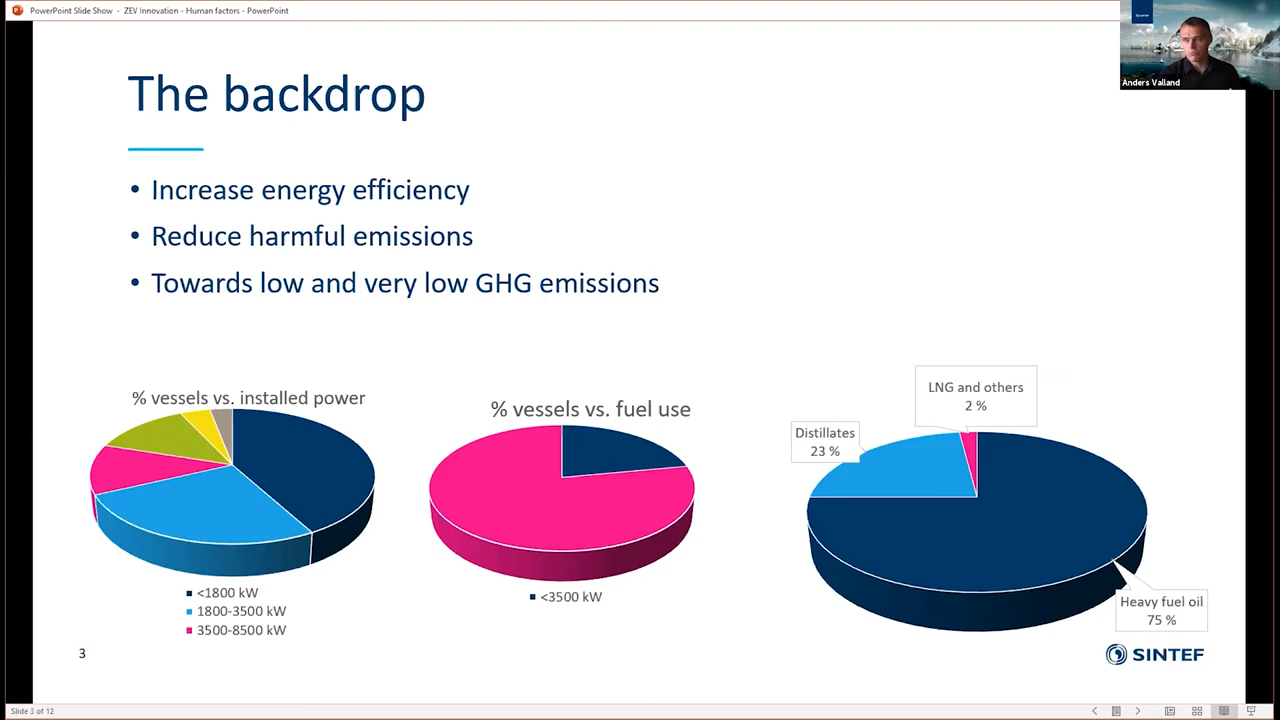 PowerPoint Slide Show - ZEV Innovation - Human factors - PowerPoint
Anders Valland
The backdrop
• Increase energy efficiency
• Reduce harmful emissions
• Towards low and very low GHG emissions
% vessels vs. installed power
<1800 kW
1800-3500 kW
3500-8500 kW
% vessels vs. fuel use
<3500 kW
LNG and others
2 %
Distillates
23 %
Heavy fuel oil
75 %
3
SINTEF
Slide 3 of 12